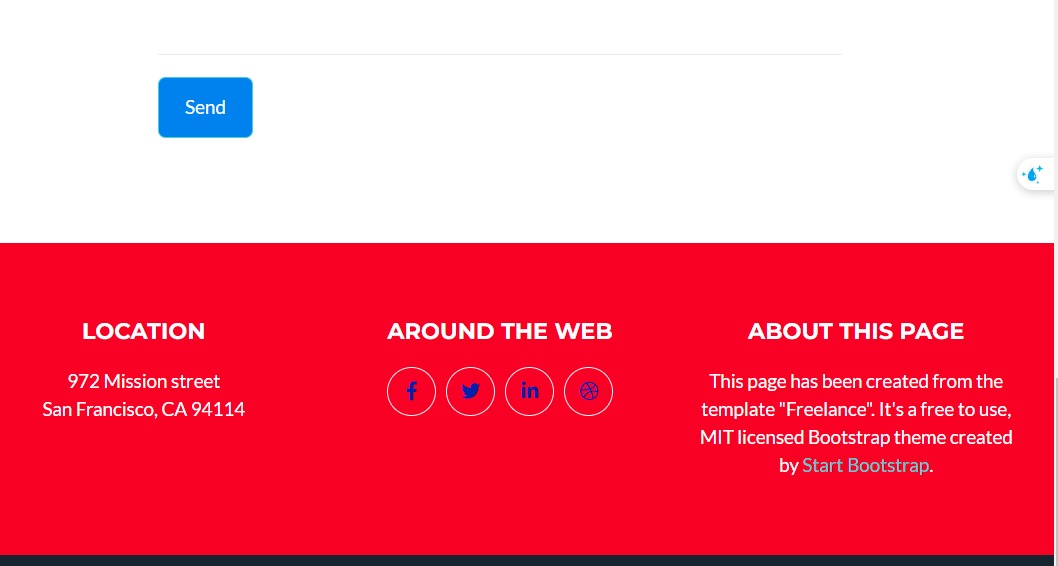 Send
LOCATION
972 Mission street
San Francisco, CA 94114
AROUND THE WEB
ABOUT THIS PAGE
This page has been created from the
template "Freelance". It's a free to use,
MIT licensed Bootstrap theme created
by Start Bootstrap.